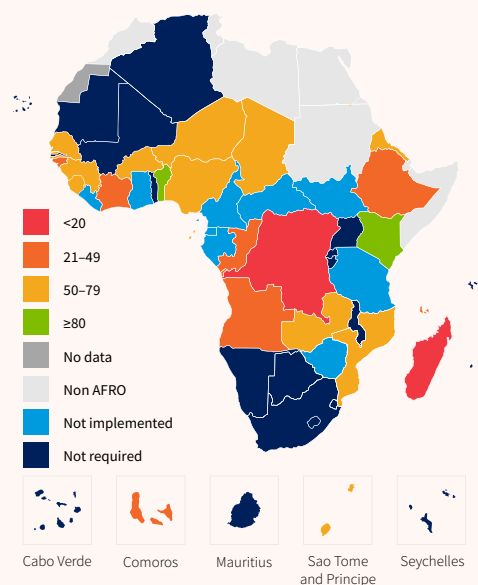 <20
21–49
50–79
≥80
No data
Non AFRO
Not implemented
Not required
Cabo Verde
Comoros
Mauritius
Sao Tome
and Principe
Seychelles